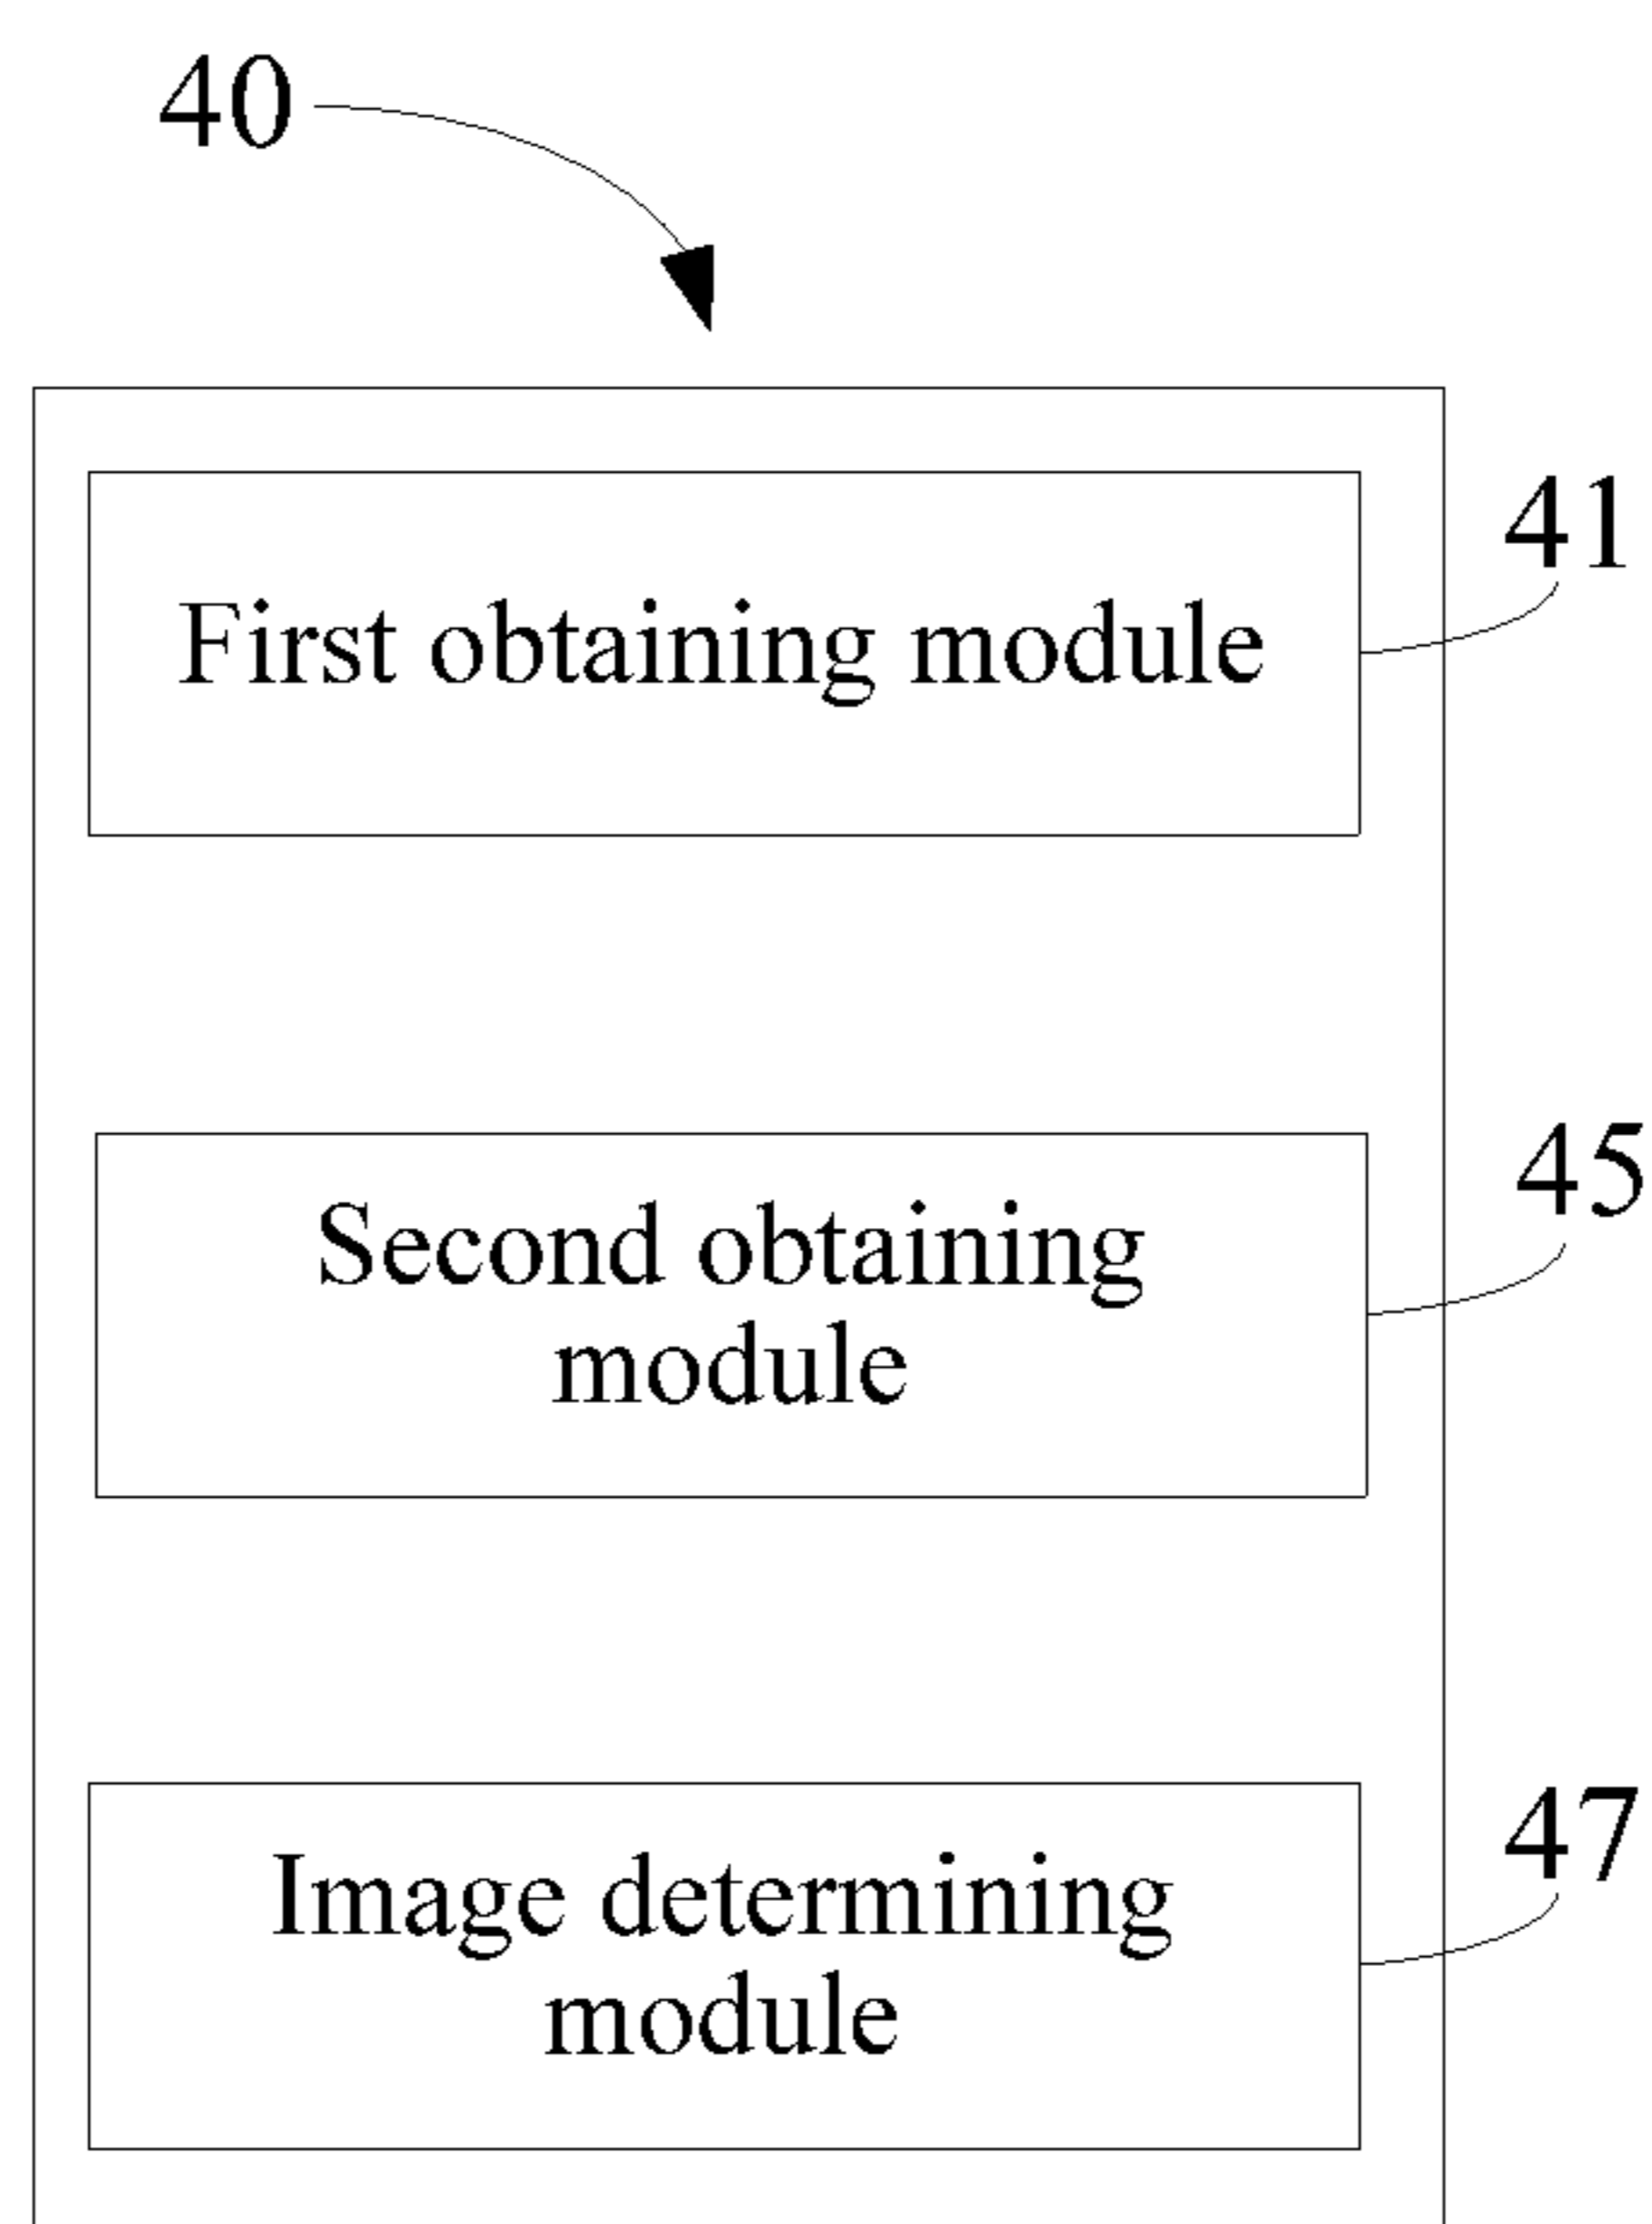 40
41
First obtaining module
45
Second obtaining
module
47
Image determining
module